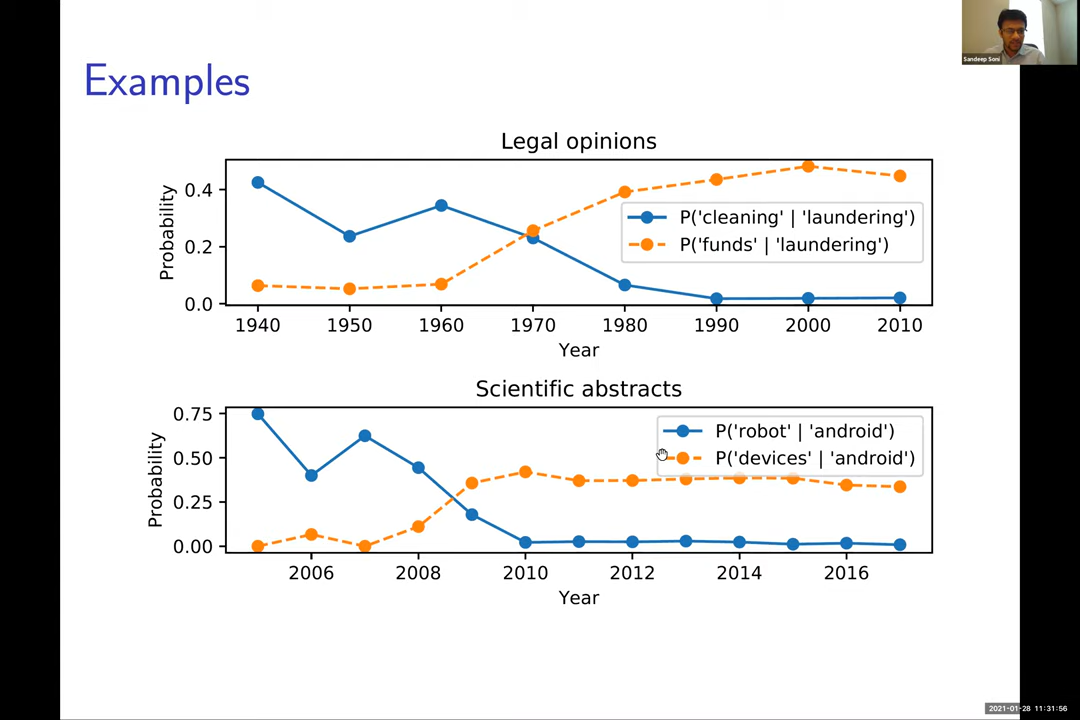 Sandeep Soni
Examples
Legal opinions
Probability
0.4
0.2
0.0
P('cleaning' | 'laundering')
P('funds' | 'laundering')
1940 1950 1960 1970 1980 1990 2000 2010
Year
Scientific abstracts
Probability
0.75
0.50
0.25
0.00
P('robot' | 'android')
P('devices' | 'android')
2006 2008 2010 2012 2014 2016
Year
2021-01-28 11:31:56